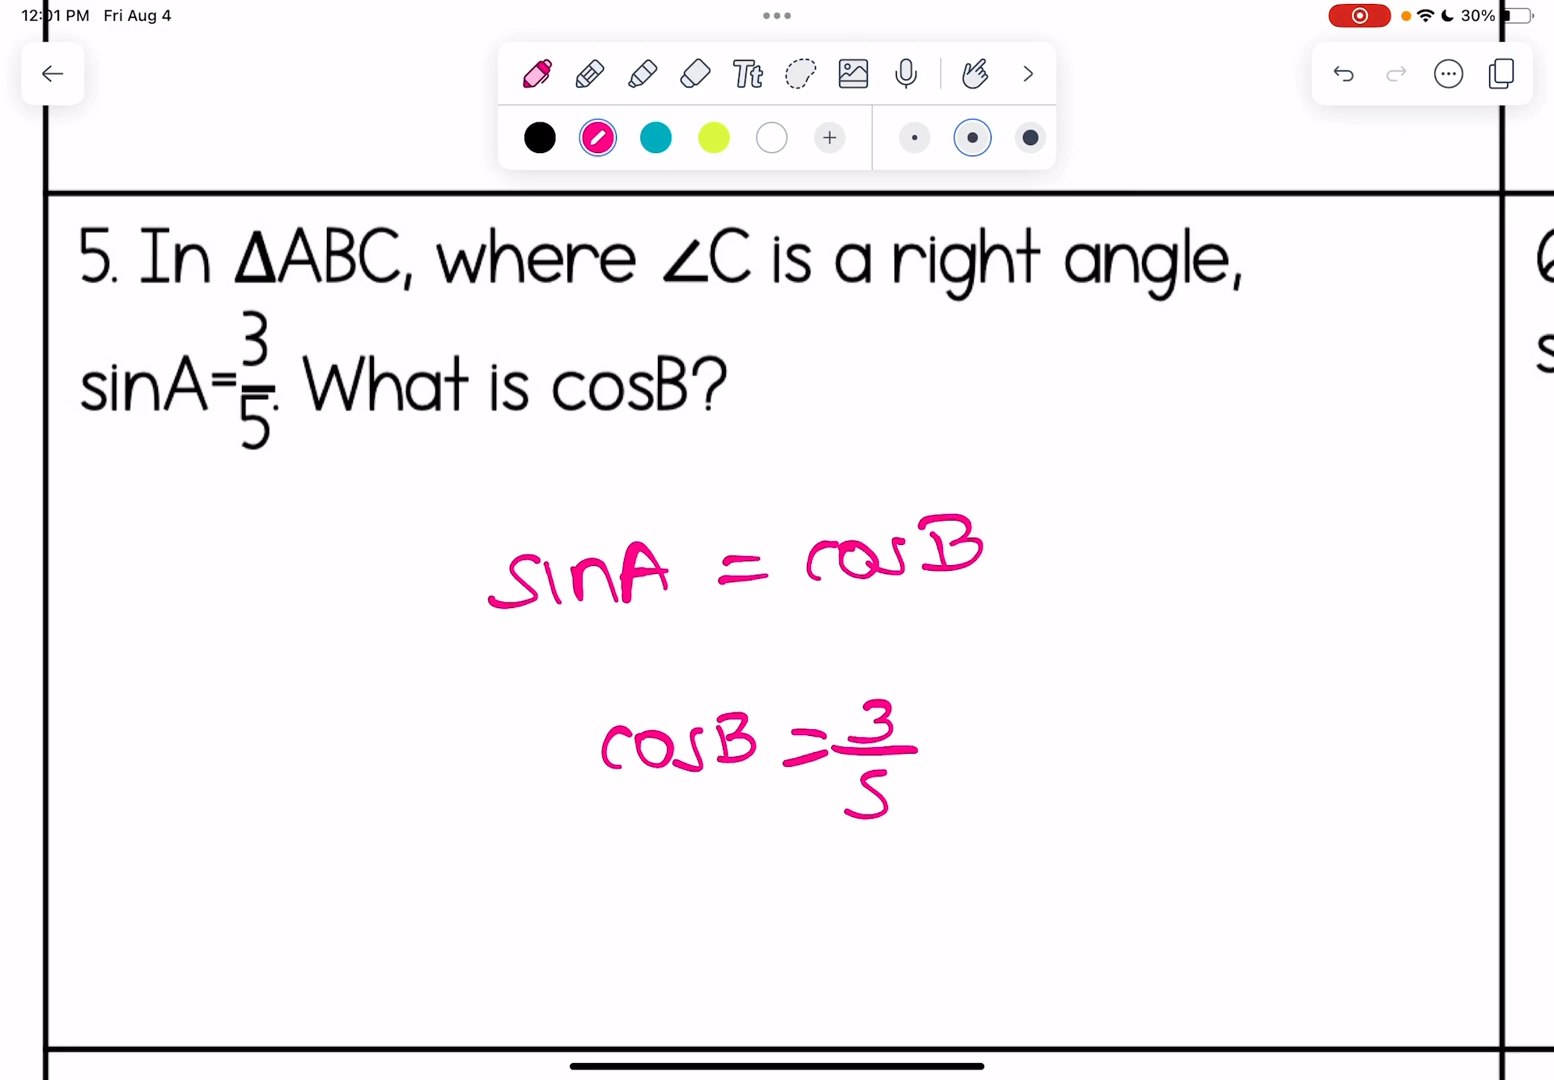 12:01 PM Fri Aug 4
30%
Tt
5. In ΔABC, where ∠C is a right angle,
sinA=3/5. What is cosB?
sinA = cosB
cosB = 3/5